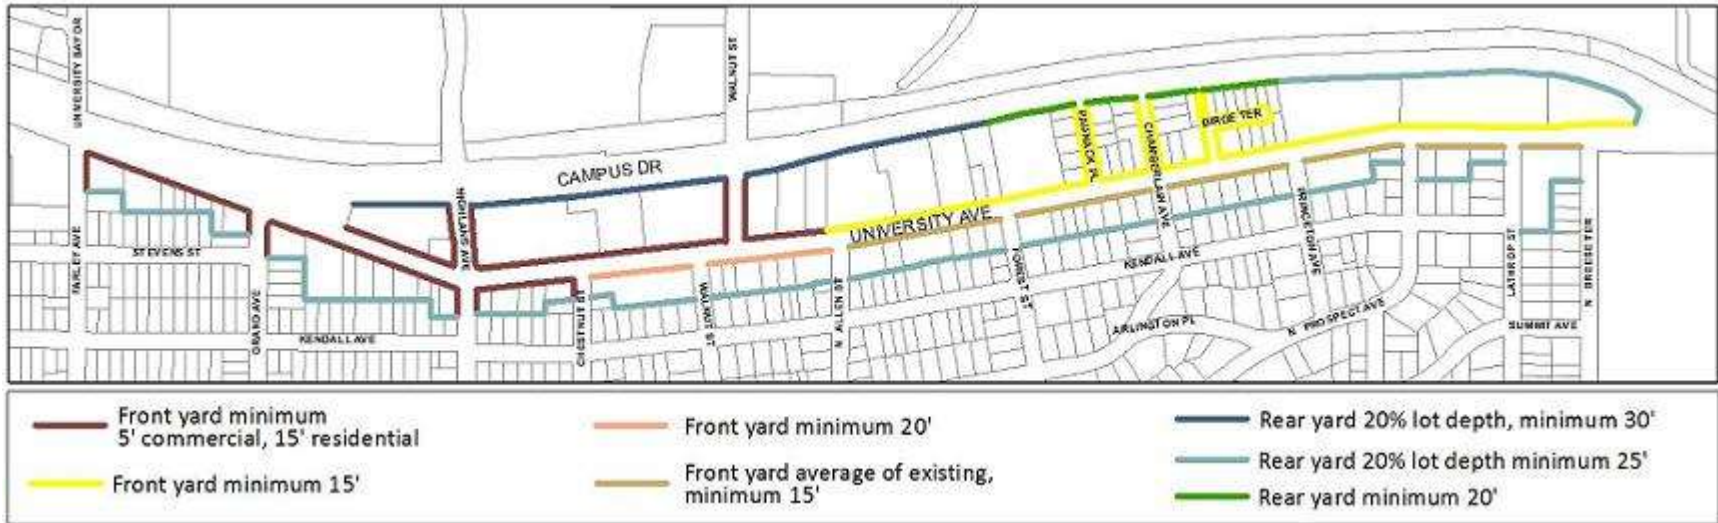 UNIVERSITY BAY DR
WALNUT ST
CAMPUS DR
HIGHLAND AVE
PAUNACK PL
CHAMBERLAIN AVE
BIRGE TER
UNIVERSITY AVE
FARLEY AVE
STEVENS ST
GRAND AVE
KENDALL AVE
CHESTNUT ST
WALNUT ST
N ALLEN ST
FOREST ST
KENDALL AVE
ARLINGTON PL
PRINCETON AVE
N PROSPECT AVE
LATHROP ST
SUMMIT AVE
N BREESE TER
Front yard minimum
5' commercial, 15' residential
Front yard minimum 15'
Front yard minimum 20'
Front yard average of existing,
minimum 15'
Rear yard 20% lot depth, minimum 30'
Rear yard 20% lot depth minimum 25'
Rear yard minimum 20'